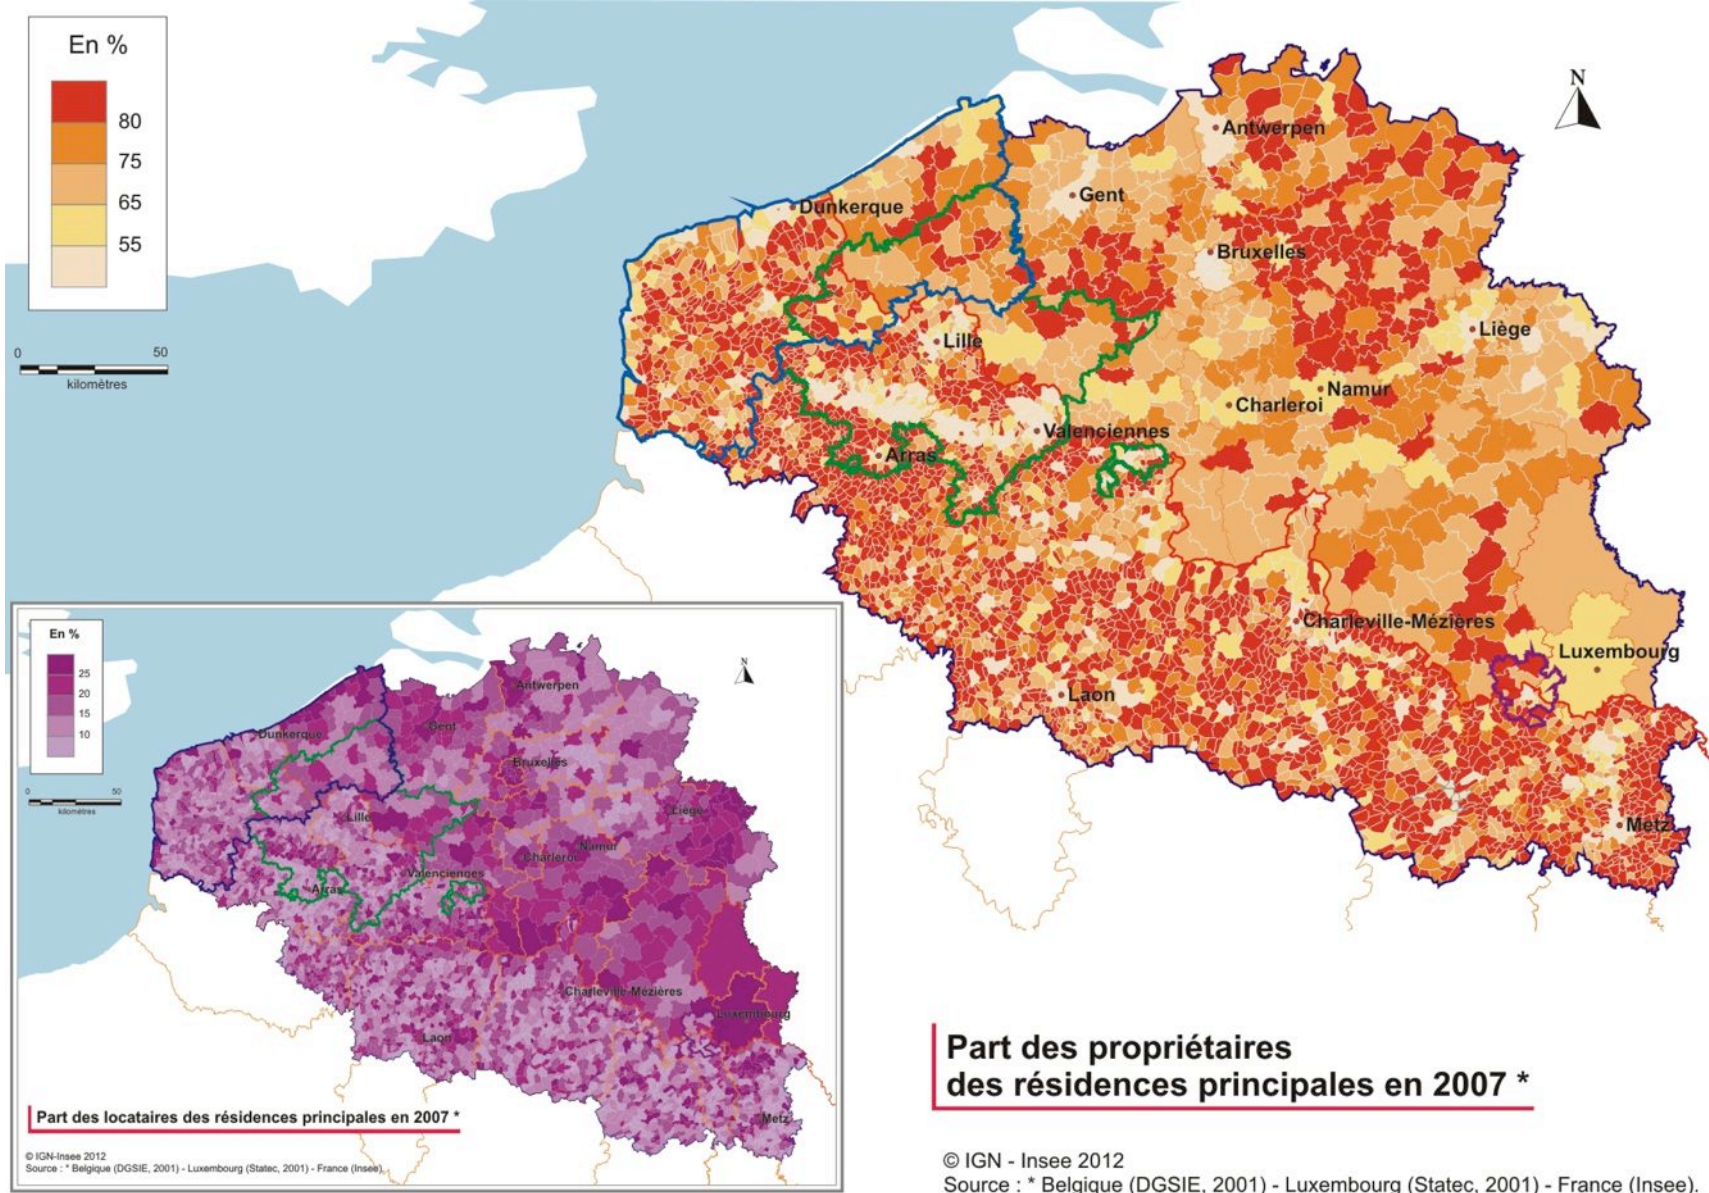 En %
80
75
65
55
0 50
kilomètres
N
Antwerpen
Gent
Dunkerque
Bruxelles
Liège
Lille
Namur
Charleroi
Valenciennes
Arras
Charleville-Mézières
Luxembourg
Laon
Metz
En %
25
20
15
10
0 50
kilomètres
N
Antwerpen
Gent
Dunkerque
Bruxelles
Liège
Lille
Namur
Charleroi
Valenciennes
Arras
Charleville-Mézières
Luxembourg
Laon
Metz
Part des locataires des résidences principales en 2007 *
© IGN-Insee 2012
Source : * Belgique (DGSIE, 2001) - Luxembourg (Statec, 2001) - France (Insee).
Part des propriétaires
des résidences principales en 2007 *
© IGN - Insee 2012
Source : * Belgique (DGSIE, 2001) - Luxembourg (Statec, 2001) - France (Insee).